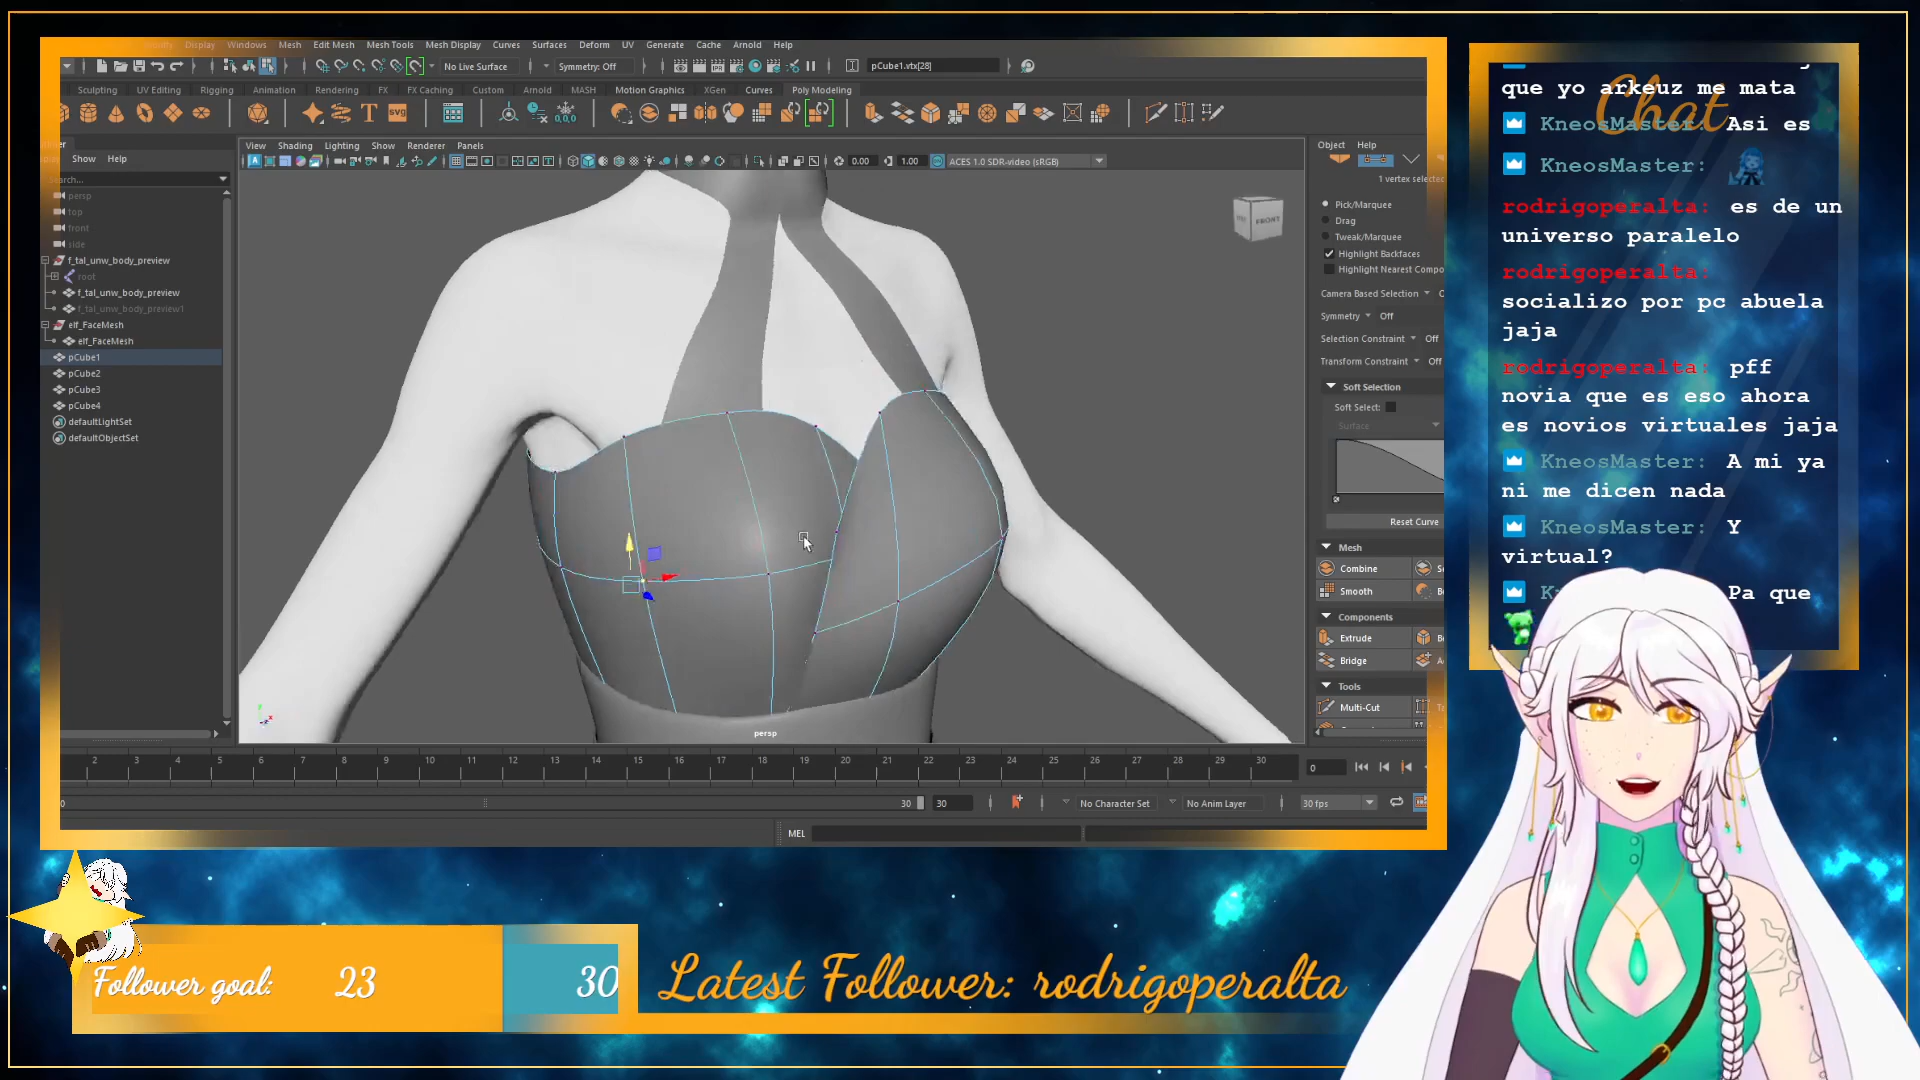 Modify Display Windows Mesh Edit Mesh Mesh Tools Mesh Display Curves Surfaces Deform UV Generate Cache Arnold Help
No Live Surface
Symmetry: Off
pCube1.vtx[28]
Sculpting UV Editing Rigging Animation Rendering FX FX Caching Custom Arnold MASH Motion Graphics XGen Curves Poly Modeling
SVG
Show Help
Search...
persp
top
front
side
f_tal_unw_body_preview
root
f_tal_unw_body_preview
f_tal_unw_body_preview1
elf_FaceMesh
elf_FaceMesh
pCube1
pCube2
pCube3
pCube4
defaultLightSet
defaultObjectSet
View Shading Lighting Show Renderer Panels
0.00
1.00
ACES 1.0 SDR-video (sRGB)
FRONT
persp
Object Help
1 vertex selected
Pick/Marquee
Drag
Tweak/Marquee
Highlight Backfaces
Highlight Nearest Compo
Camera Based Selection
Symmetry Off
Selection Constraint Off
Transform Constraint Off
Soft Selection
Soft Select:
Surface
Reset Curve
Mesh
Combine
Smooth
Components
Extrude
Bridge
Tools
Multi-Cut
2 3 4 5 6 7 8 9 10 11 12 13 14 15 16 17 18 19 20 21 22 23 24 25 26 27 28 29 30
0
30
30
No Character Set
No Anim Layer
30 fps
MEL
Chat
que yo arkeuz me mata
KneosMaster: Asi es
KneosMaster:
rodrigoperalta: es de un
universo paralelo
rodrigoperalta:
socializo por pc abuela
jaja
rodrigoperalta: pff
novia que es eso ahora
es novios virtuales jaja
KneosMaster: A mi ya
ni me dicen nada
KneosMaster: Y
virtual?
Pa que
Follower goal: 23 30
Latest Follower: rodrigoperalta